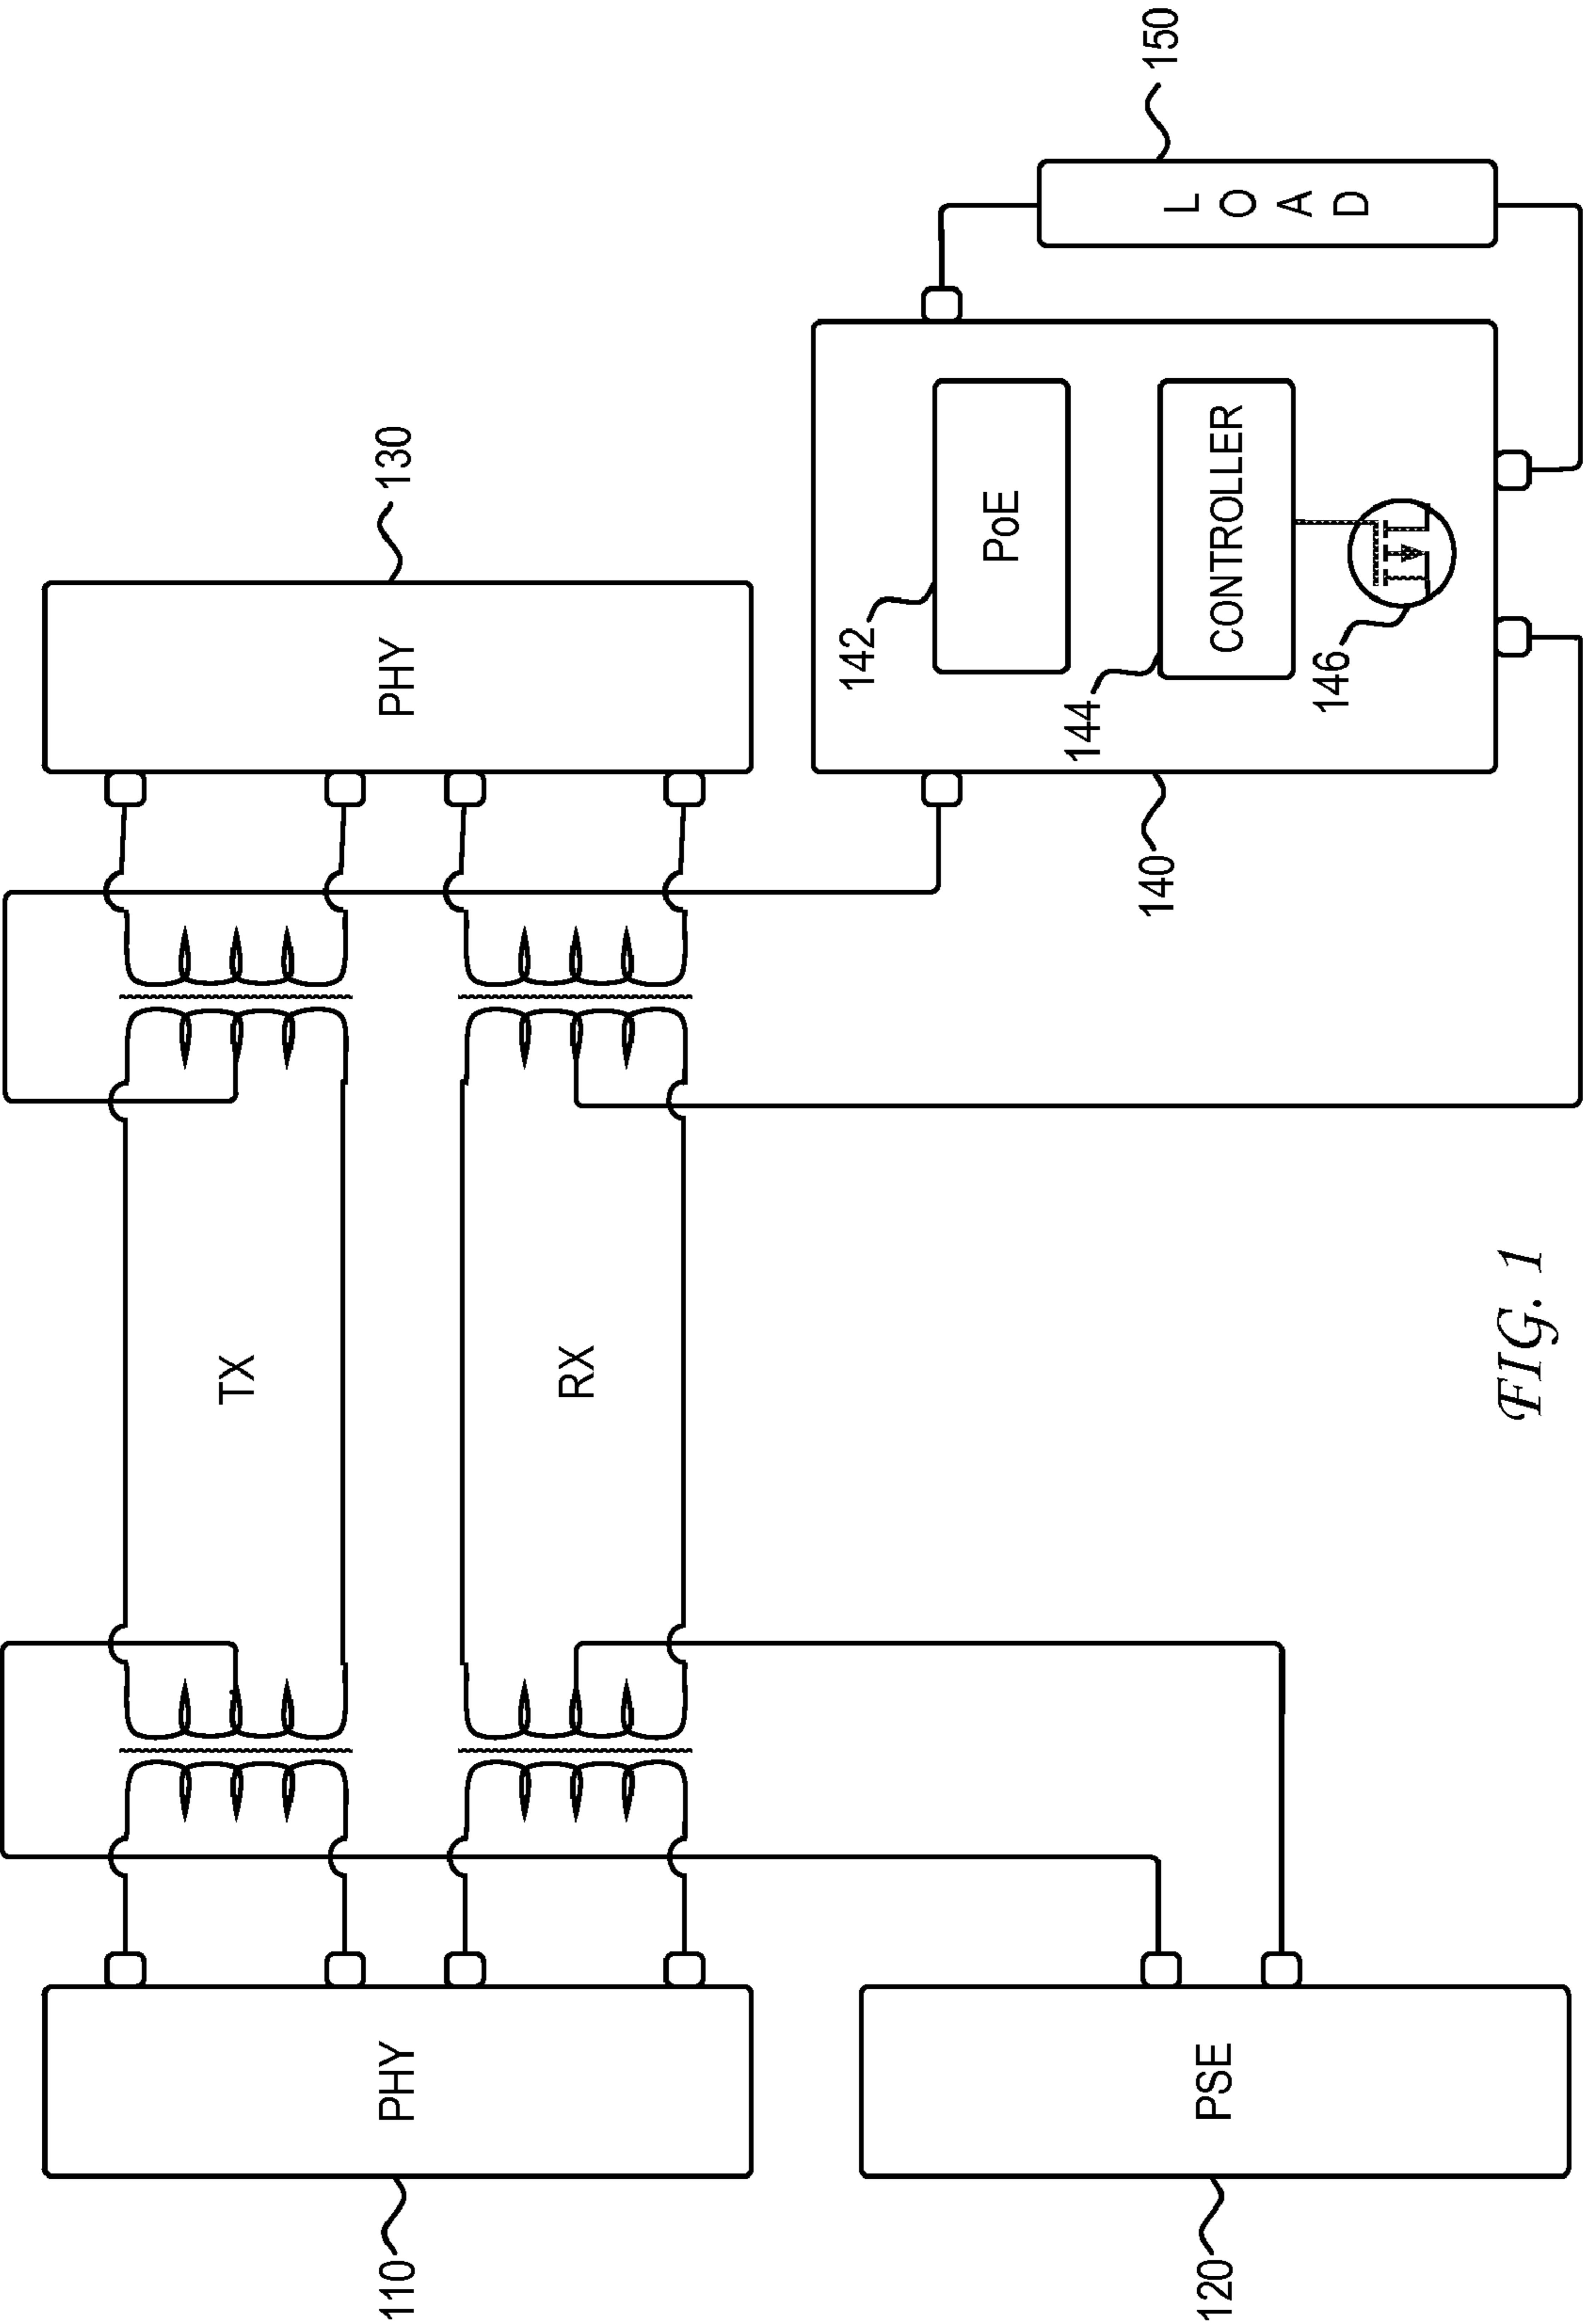 110
PHY
120
PSE
TX
RX
FIG. 1
PHY
130
140
142
PoE
144
CONTROLLER
146
LOAD
150